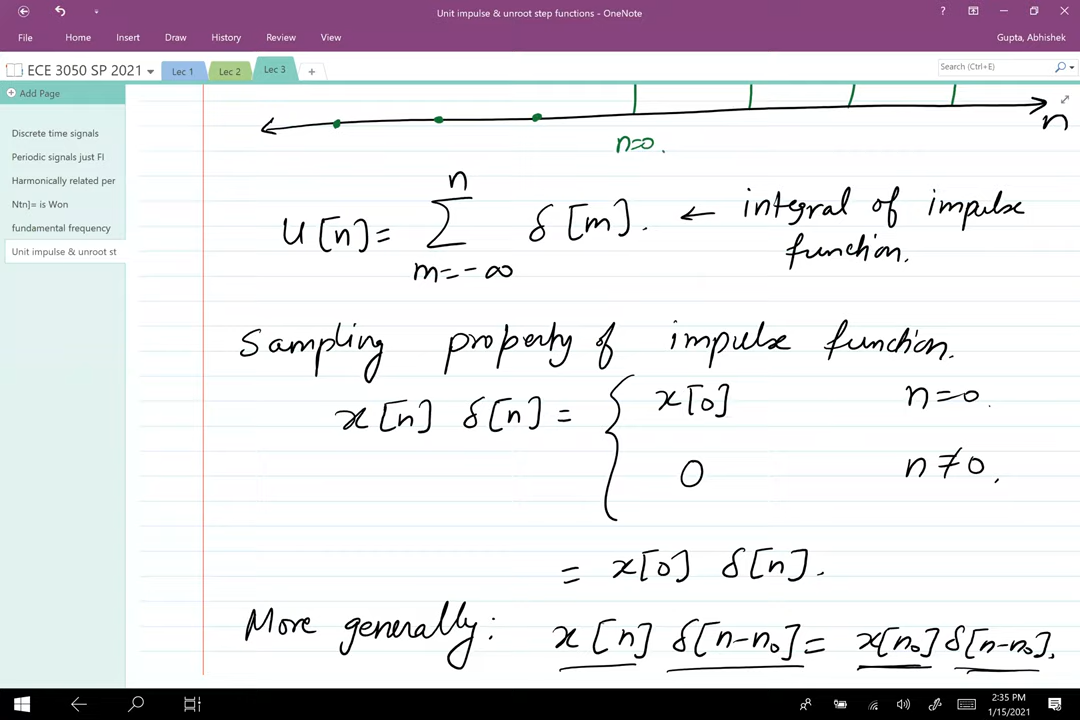 Unit impulse & unroot step functions - OneNote
?
File Home Insert Draw History Review View
Gupta, Abhishek
ECE 3050 SP 2021
Lec 1 Lec 2 Lec 3 +
Search (Ctrl+E)
+ Add Page
Discrete time signals
Periodic signals just FI
Harmonically related per
Ntn]= is Won
fundamental frequency
Unit impulse & unroot st
n
n=0.
u[n]= n ∑ m=-∞ δ[m]. ← integral of impulse
function.
Sampling property of impulse function.
x[n] δ[n] = { x[0] n=0.
0 n≠0.
= x[0] δ[n].
More generally: x[n] δ[n-n₀] = x[n₀] δ[n-n₀].
2:35 PM
1/15/2021